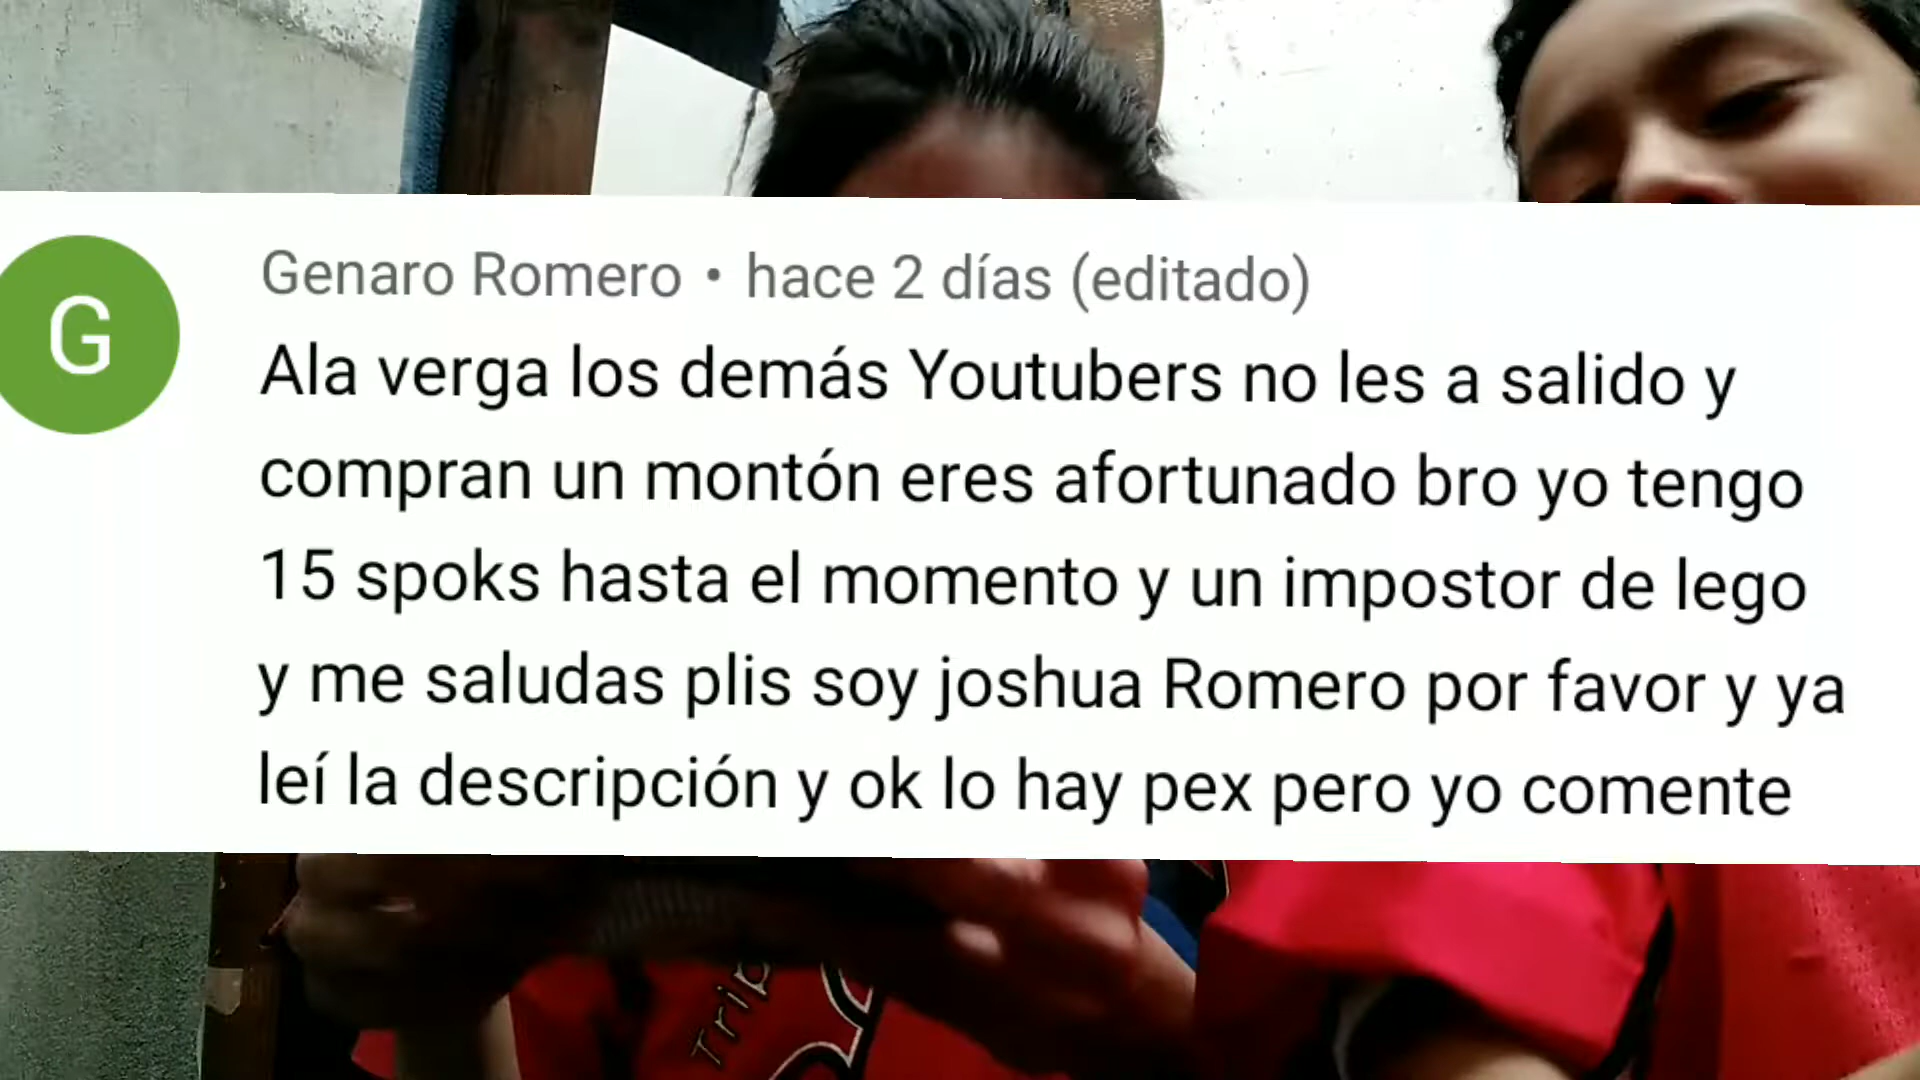 G
Genaro Romero • hace 2 días (editado)
Ala verga los demás Youtubers no les a salido y
compran un montón eres afortunado bro yo tengo
15 spoks hasta el momento y un impostor de lego
y me saludas plis soy joshua Romero por favor y ya
leí la descripción y ok lo hay pex pero yo comente
Trip